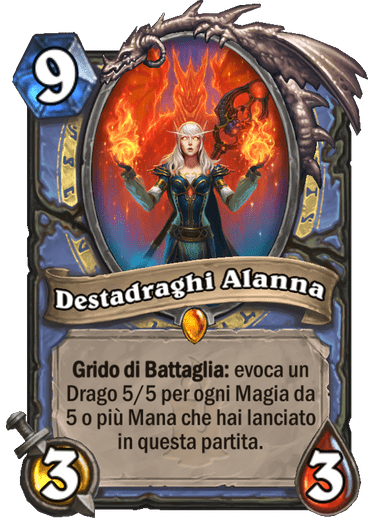 9
Destadraghi Alanna
Grido di Battaglia: evoca un
Drago 5/5 per ogni Magia da
5 o più Mana che hai lanciato
in questa partita.
3
3